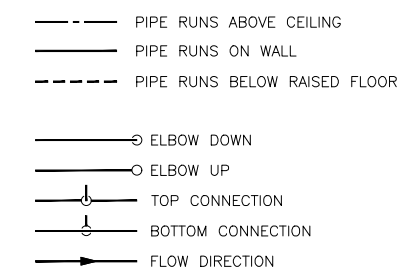 PIPE RUNS ABOVE CEILING
PIPE RUNS ON WALL
PIPE RUNS BELOW RAISED FLOOR
ELBOW DOWN
ELBOW UP
TOP CONNECTION
BOTTOM CONNECTION
FLOW DIRECTION